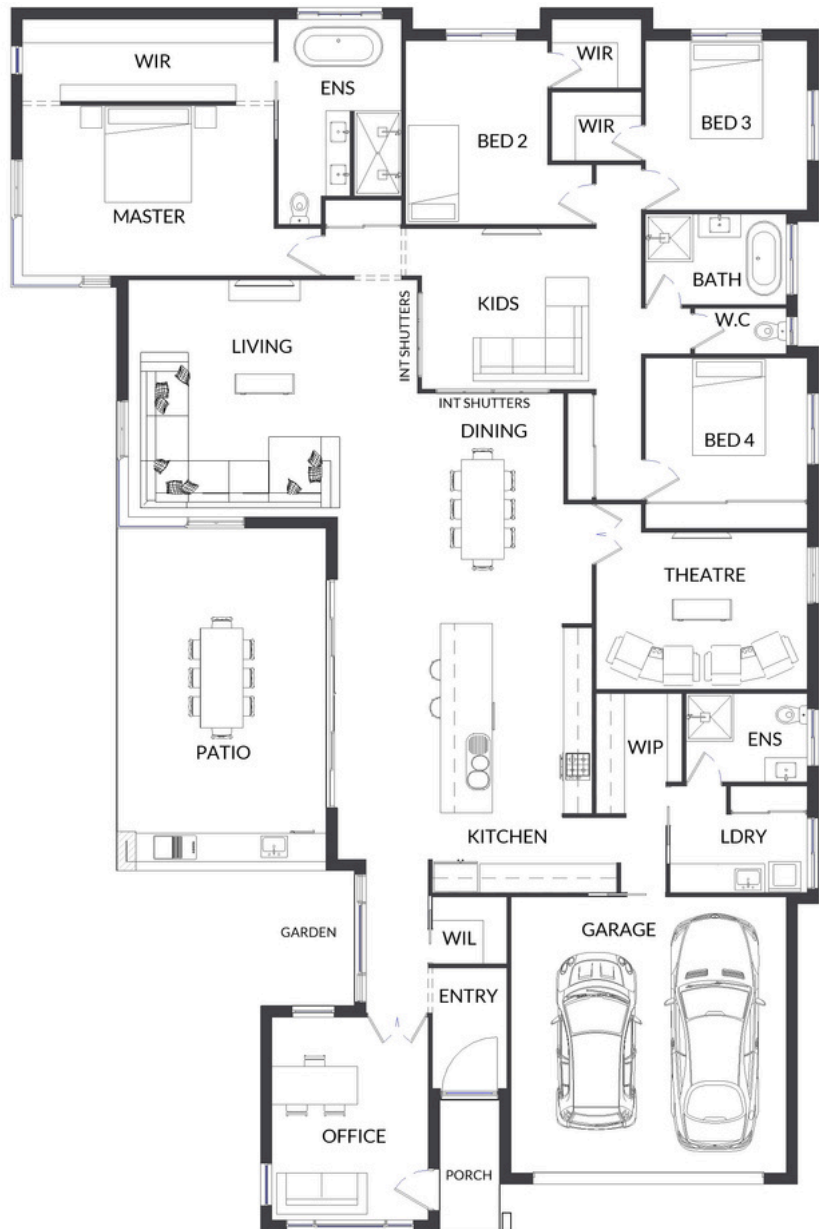 WIR
ENS
WIR
BED 2
WIR
BED 3
MASTER
BATH
KIDS
W.C
LIVING
INT SHUTTERS
INT SHUTTERS
DINING
BED 4
THEATRE
PATIO
WIP
ENS
KITCHEN
LDRY
GARDEN
WIL
GARAGE
ENTRY
OFFICE
PORCH